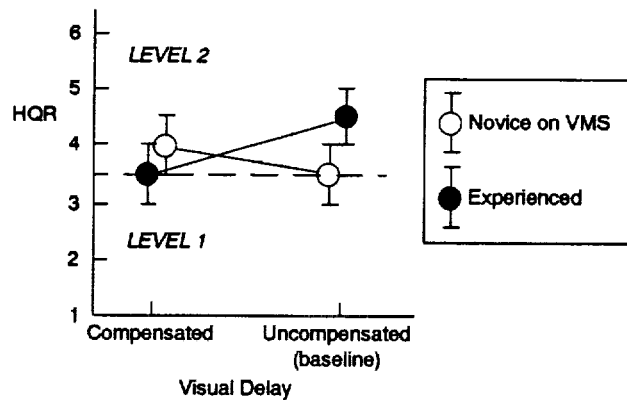 6
LEVEL 2
5
HQR
4
3
LEVEL 1
2
1
Compensated
Uncompensated
(baseline)
Visual Delay
Novice on VMS
Experienced